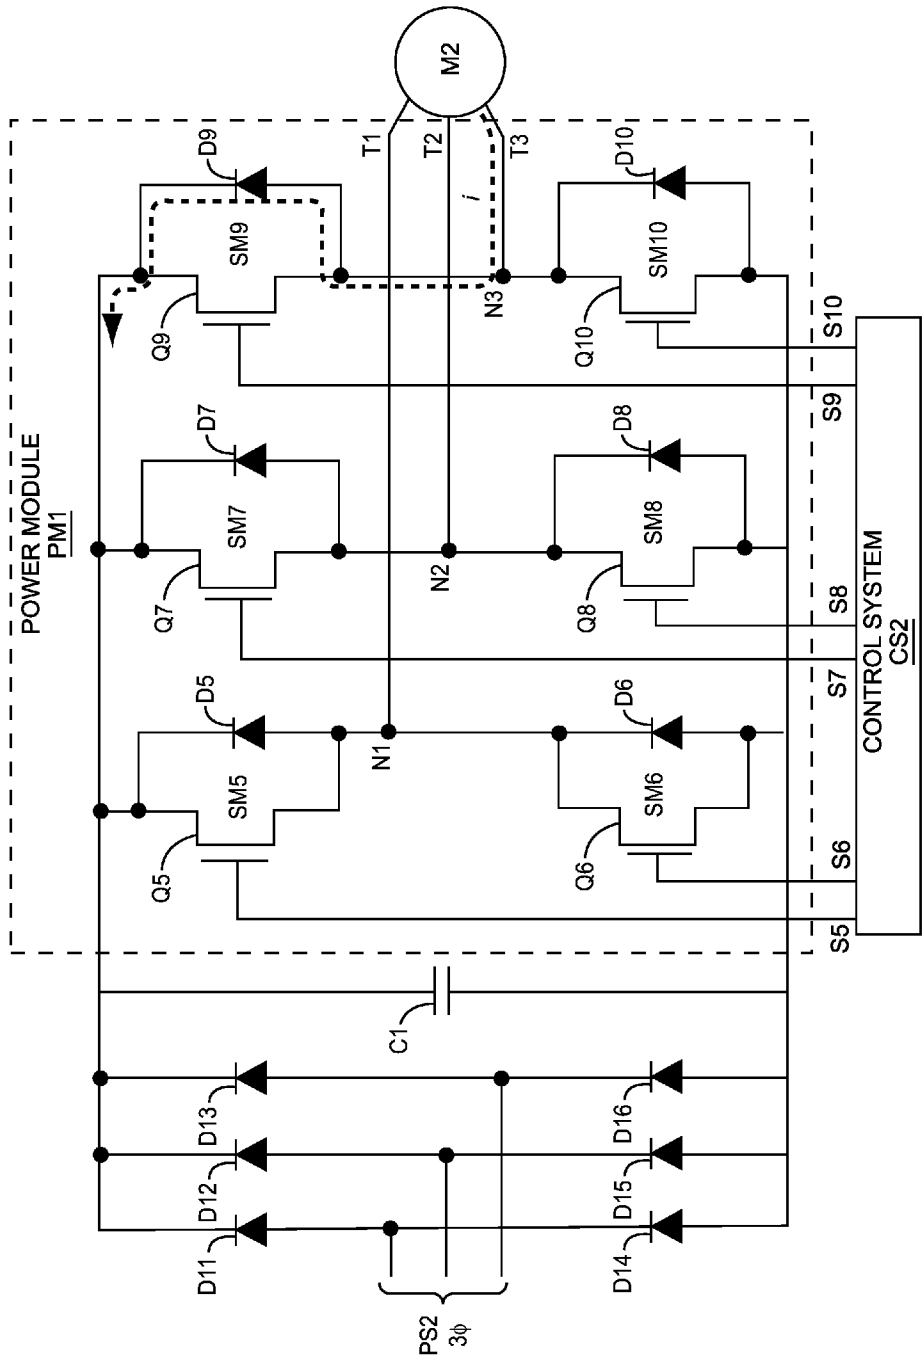 POWER MODULE
PM1
D11
D12
D13
D5
D7
D9
SM5
SM7
SM9
Q5
Q7
Q9
PS2
3ϕ
C1
N1
N2
N3
T1
T2
T3
i
M2
D14
D15
D16
D6
D8
D10
SM6
SM8
SM10
Q6
Q8
Q10
S5
S6
S7
S8
S9
S10
CONTROL SYSTEM
CS2